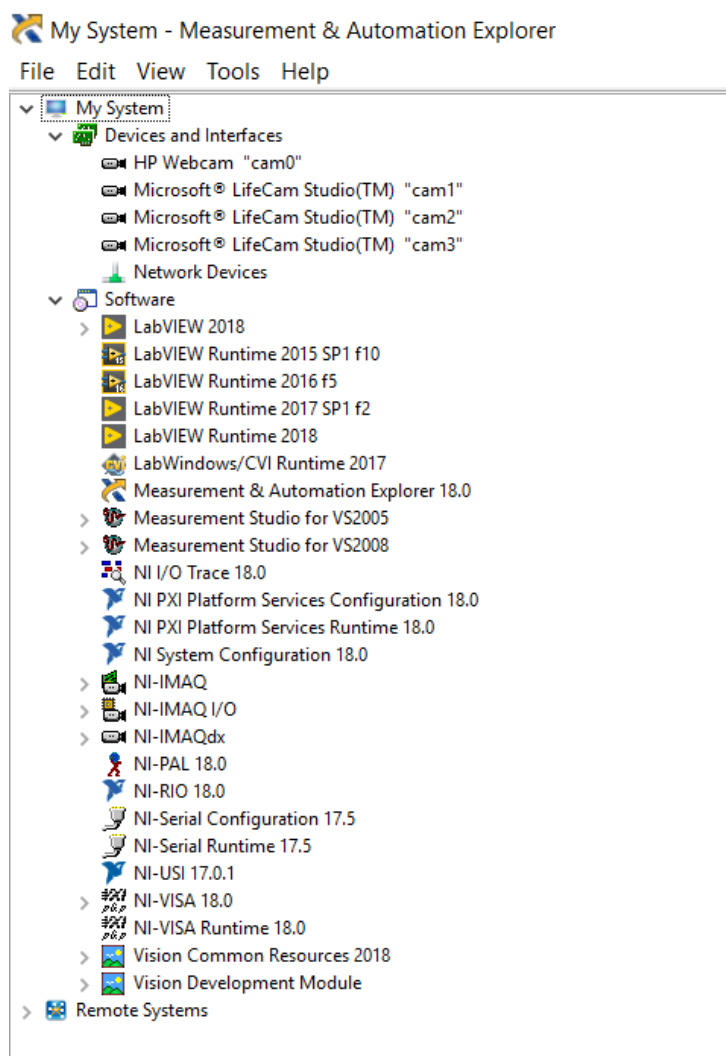 My System - Measurement & Automation Explorer
File Edit View Tools Help
My System
Devices and Interfaces
HP Webcam "cam0"
Microsoft® LifeCam Studio(TM) "cam1"
Microsoft® LifeCam Studio(TM) "cam2"
Microsoft® LifeCam Studio(TM) "cam3"
Network Devices
Software
LabVIEW 2018
LabVIEW Runtime 2015 SP1 f10
LabVIEW Runtime 2016 f5
LabVIEW Runtime 2017 SP1 f2
LabVIEW Runtime 2018
LabWindows/CVI Runtime 2017
Measurement & Automation Explorer 18.0
Measurement Studio for VS2005
Measurement Studio for VS2008
NI I/O Trace 18.0
NI PXI Platform Services Configuration 18.0
NI PXI Platform Services Runtime 18.0
NI System Configuration 18.0
NI-IMAQ
NI-IMAQ I/O
NI-IMAQdx
NI-PAL 18.0
NI-RIO 18.0
NI-Serial Configuration 17.5
NI-Serial Runtime 17.5
NI-USI 17.0.1
NI-VISA 18.0
NI-VISA Runtime 18.0
Vision Common Resources 2018
Vision Development Module
Remote Systems